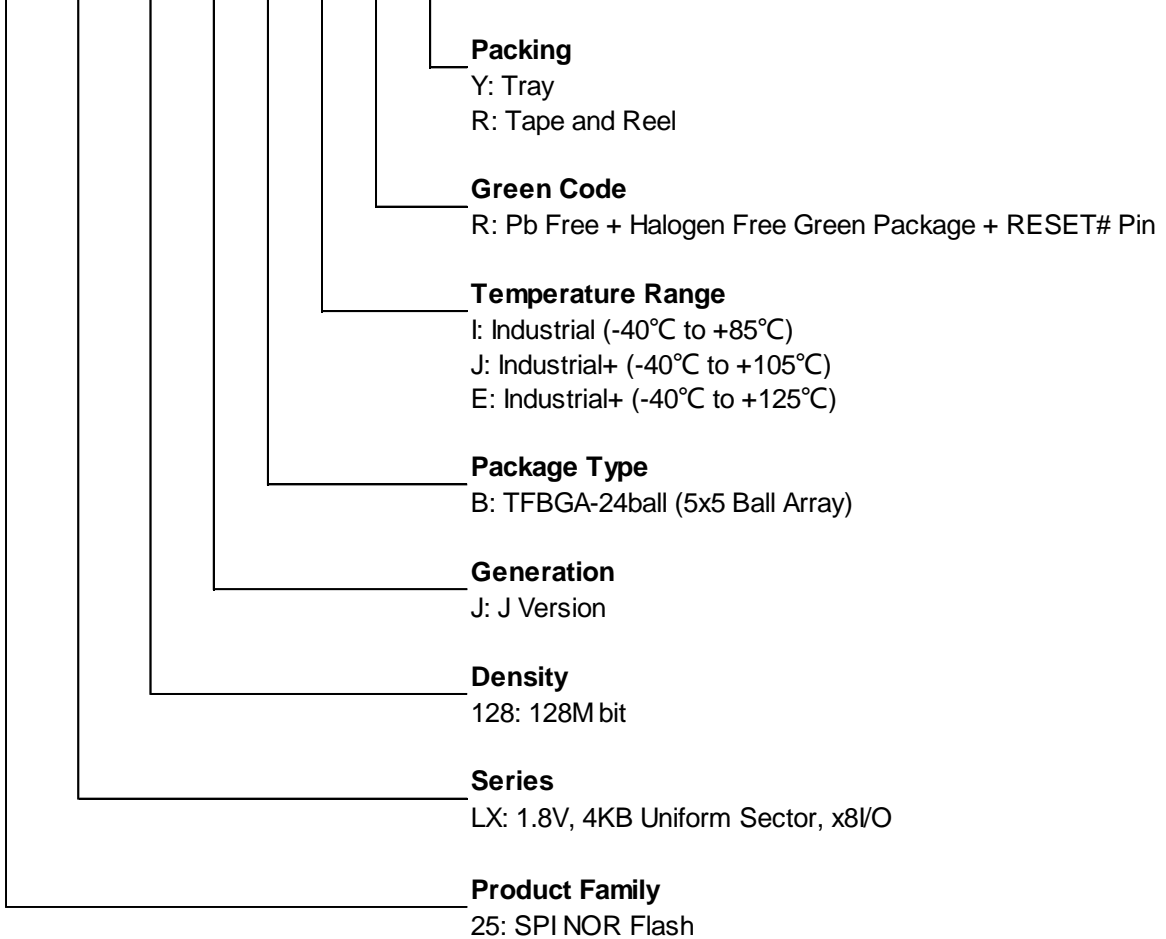 Packing
Y: Tray
R: Tape and Reel
Green Code
R: Pb Free + Halogen Free Green Package + RESET# Pin
Temperature Range
I: Industrial (-40℃ to +85℃)
J: Industrial+ (-40℃ to +105℃)
E: Industrial+ (-40℃ to +125℃)
Package Type
B: TFBGA-24ball (5x5 Ball Array)
Generation
J: J Version
Density
128: 128M bit
Series
LX: 1.8V, 4KB Uniform Sector, x8I/O
Product Family
25: SPI NOR Flash